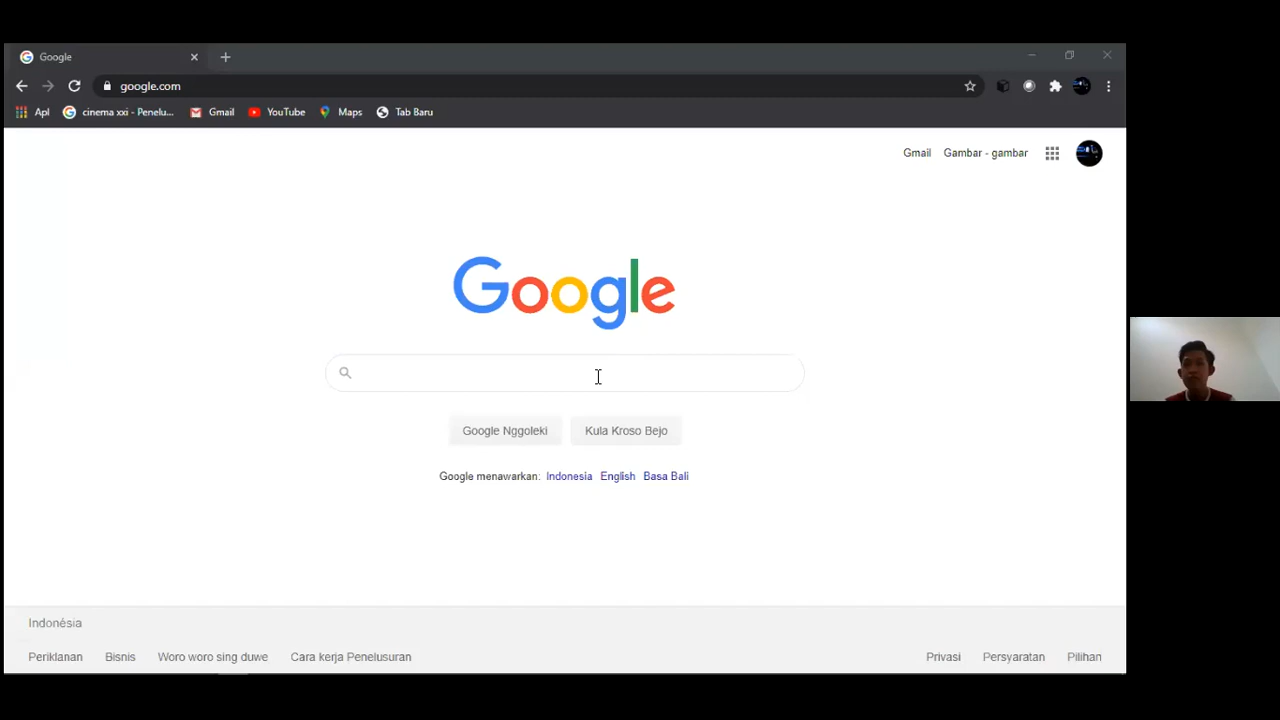 Google
google.com
Apl cinema xxi - Penelu... Gmail YouTube Maps Tab Baru
Gmail Gambar - gambar
Google
Google Nggoleki Kula Kroso Bejo
Google menawarkan: Indonesia English Basa Bali
Indonésia
Periklanan Bisnis Woro woro sing duwe Cara kerja Penelusuran Privasi Persyaratan Pilihan